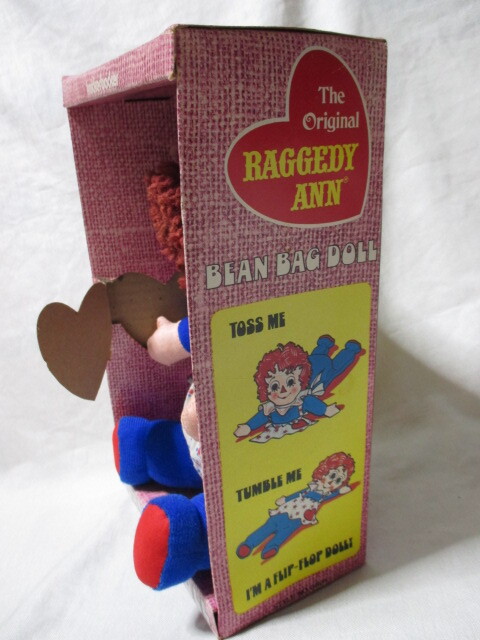 The
Original
RAGGEDY
ANN®
BEAN BAG DOLL
TOSS ME
TUMBLE ME
I'M A FLIP-FLOP DOLL!